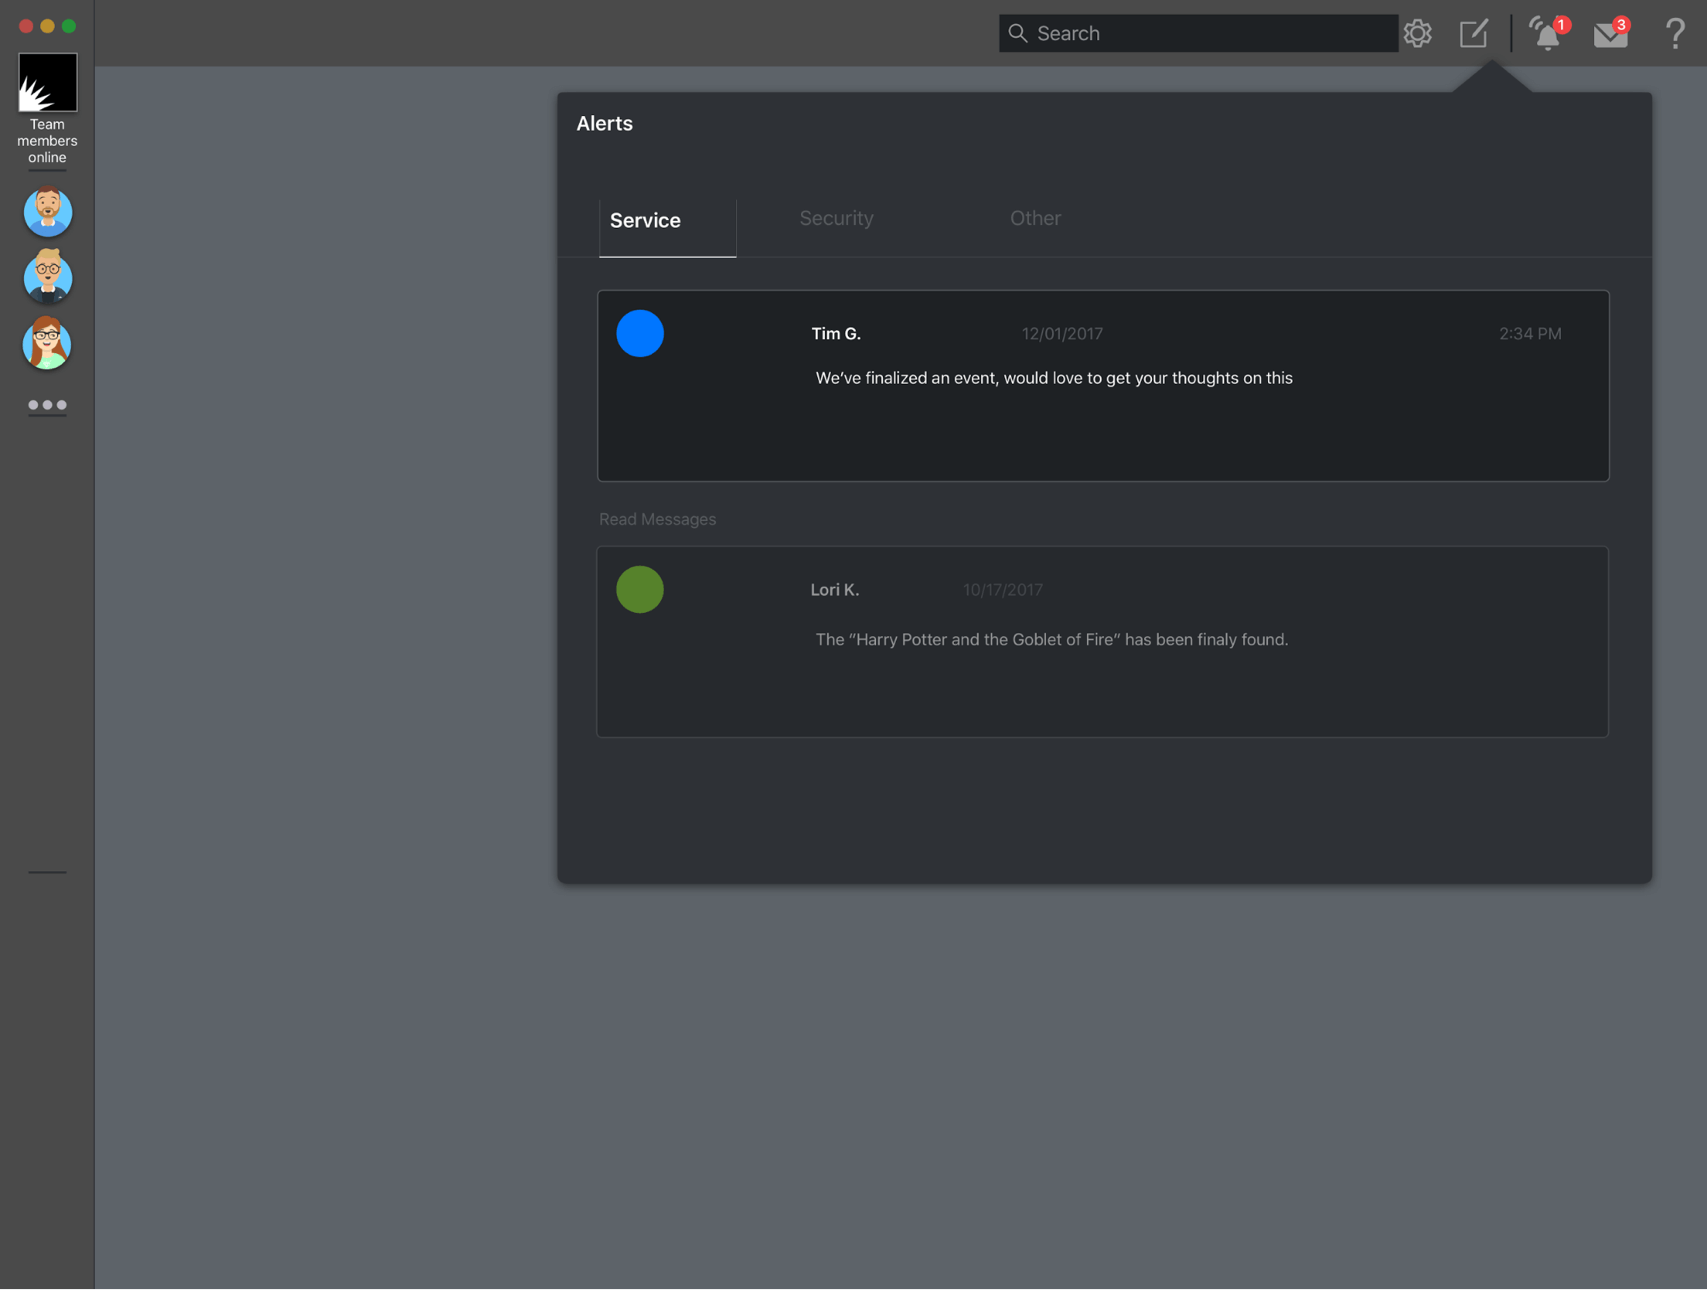 Search
1
3
?
Team
members
online
Alerts
Service
Security
Other
Tim G.
12/01/2017
2:34 PM
We’ve finalized an event, would love to get your thoughts on this
Read Messages
Lori K.
10/17/2017
The “Harry Potter and the Goblet of Fire” has been finaly found.